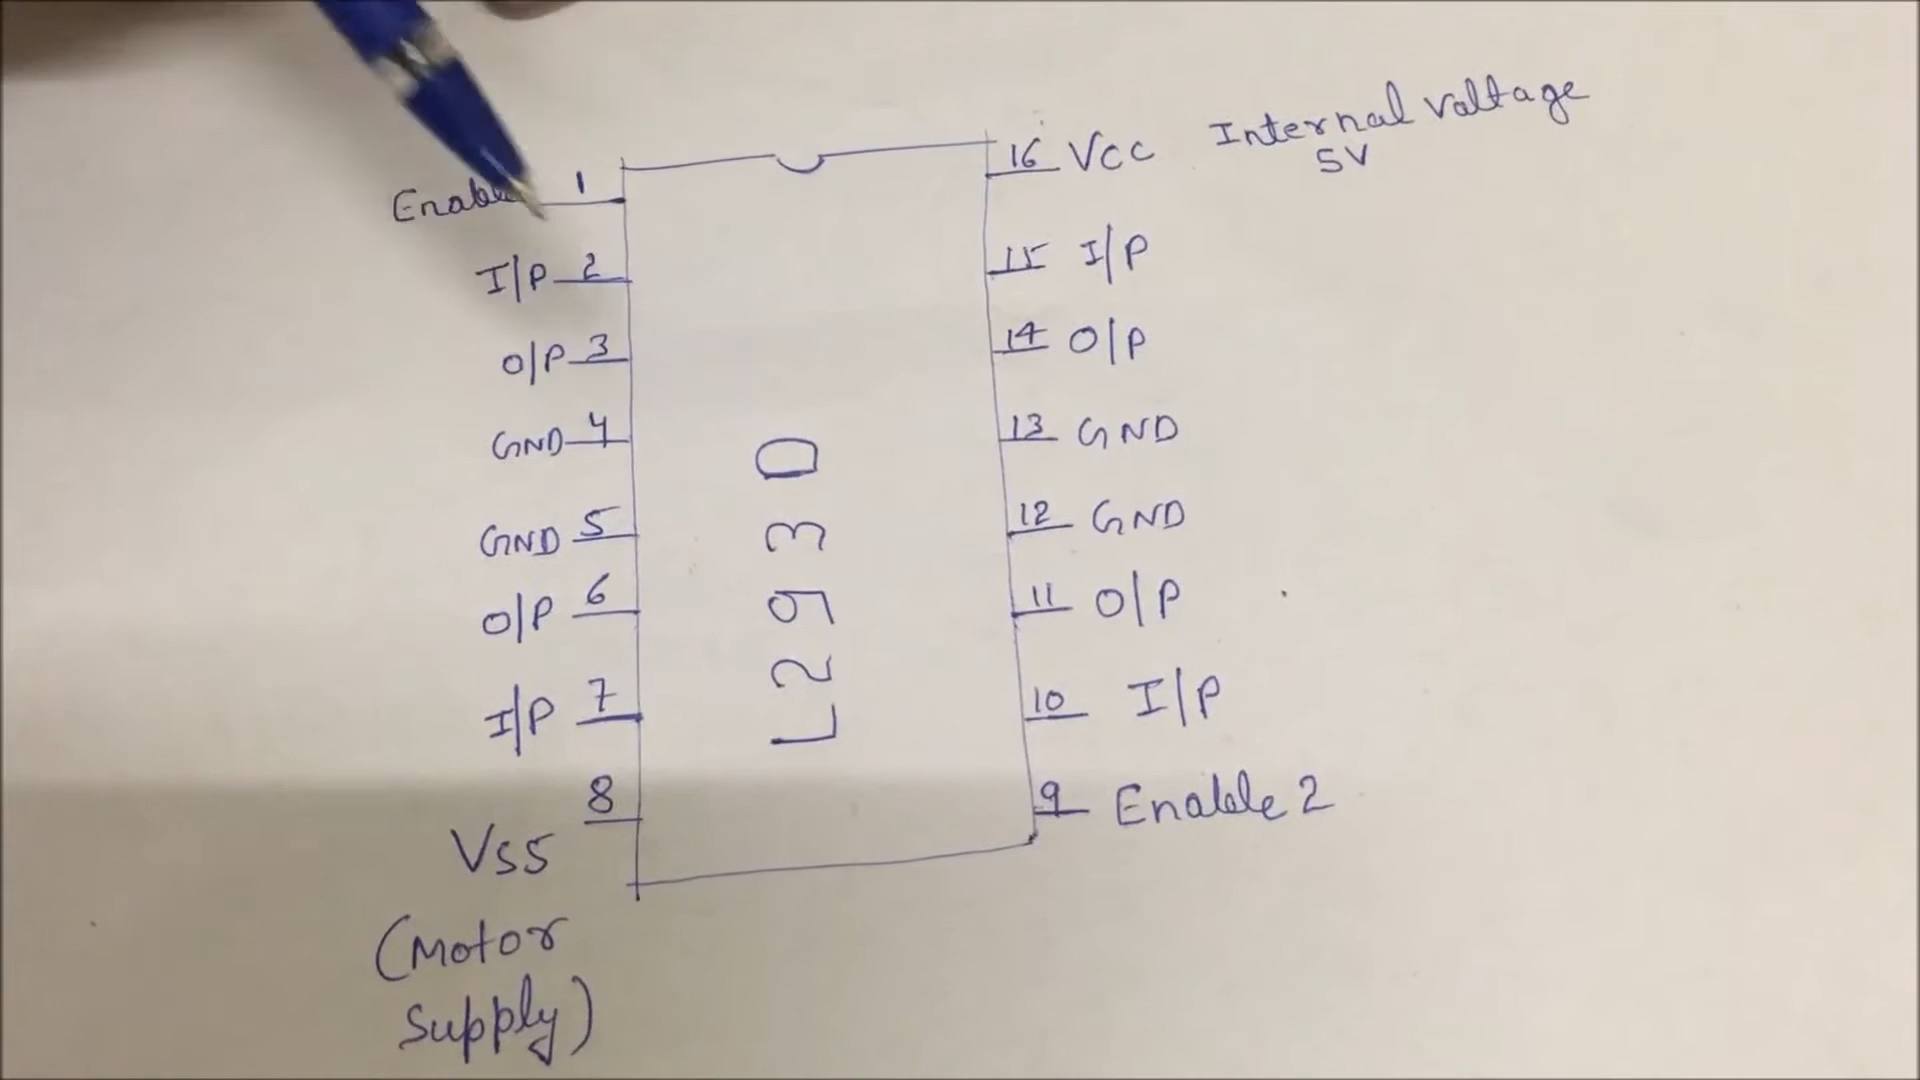 Enable 1
I/P 2
O/P 3
GND 4
GND 5
O/P 6
I/P 7
8
VSS
(Motor
Supply)
L293D
16 VCC Internal Voltage
5V
15 I/P
14 O/P
13 GND
12 GND
11 O/P
10 I/P
9 Enable 2